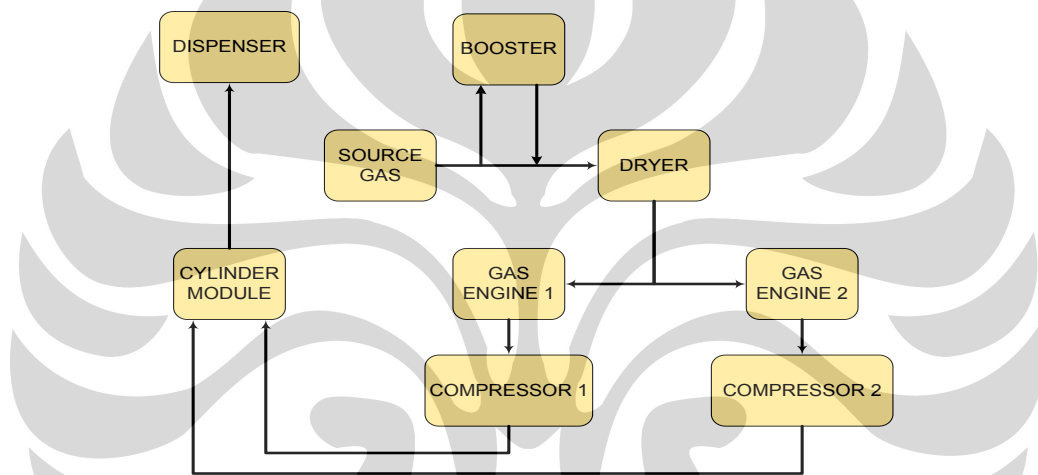 DISPENSER
BOOSTER
SOURCE
GAS
DRYER
CYLINDER
MODULE
GAS
ENGINE 1
GAS
ENGINE 2
COMPRESSOR 1
COMPRESSOR 2